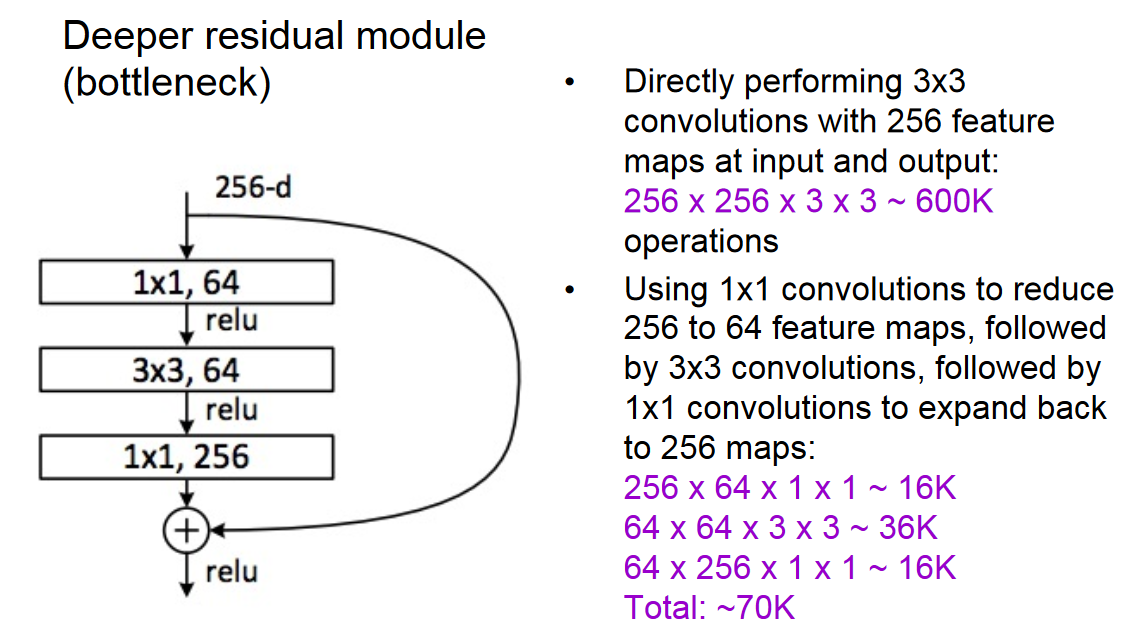 Deeper residual module
(bottleneck)
256-d
1x1, 64
relu
3x3, 64
relu
1x1, 256
+
relu
• Directly performing 3x3
convolutions with 256 feature
maps at input and output:
256 x 256 x 3 x 3 ~ 600K
operations
• Using 1x1 convolutions to reduce
256 to 64 feature maps, followed
by 3x3 convolutions, followed by
1x1 convolutions to expand back
to 256 maps:
256 x 64 x 1 x 1 ~ 16K
64 x 64 x 3 x 3 ~ 36K
64 x 256 x 1 x 1 ~ 16K
Total: ~70K